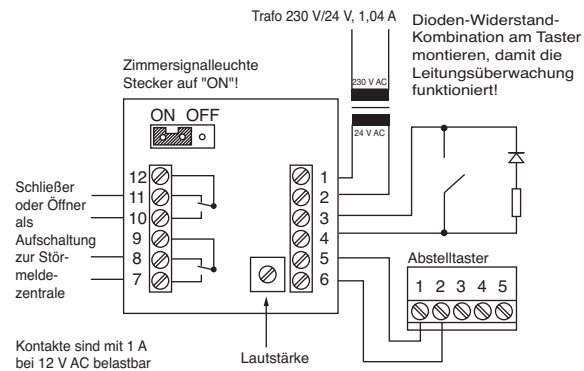 Trafo 230 V/24 V, 1,04 A
Dioden-Widerstand-
Kombination am Taster
montieren, damit die
Leitungsüberwachung
funktioniert!
Zimmersignalleuchte
Stecker auf "ON"!
230 V AC
24 V AC
ON OFF
12
11
10
9
8
7
1
2
3
4
5
6
Schließer
oder Öffner
als
Aufschaltung
zur Stör-
melde-
zentrale
Abstelltaster
1 2 3 4 5
Kontakte sind mit 1 A
bei 12 V AC belastbar
Lautstärke